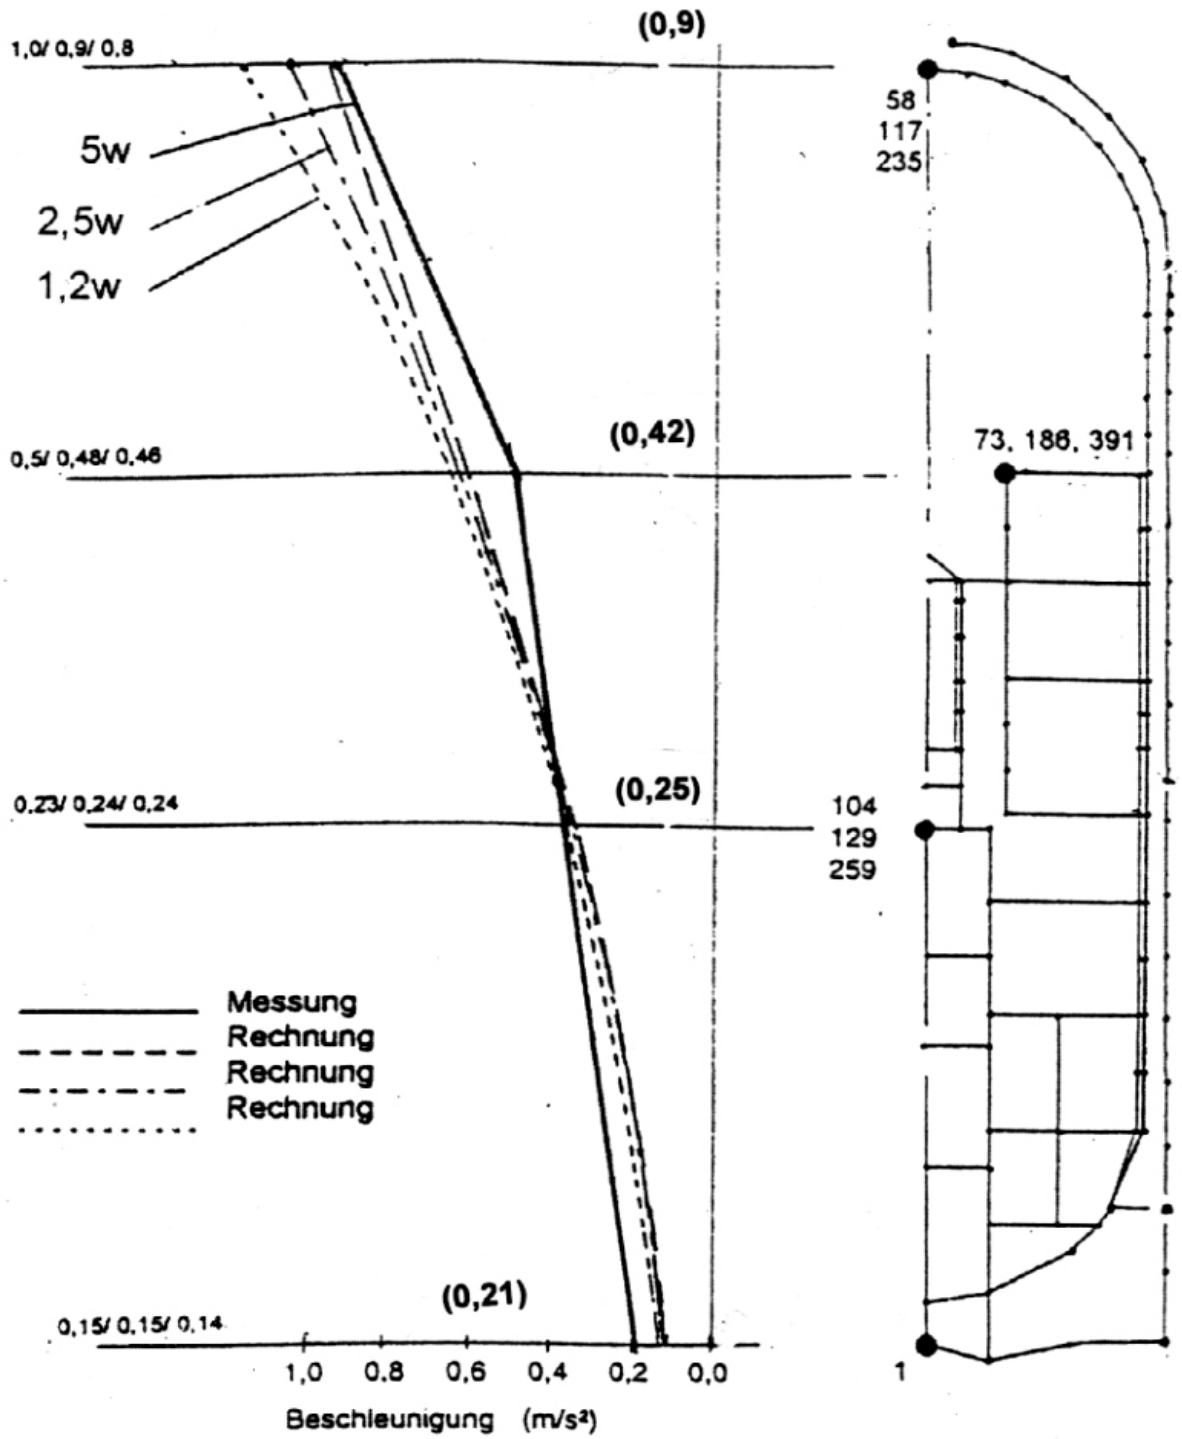 (0,9)
1,0/ 0,9/ 0,8
58
117
235
5w
2,5w
1,2w
(0,42)
73, 186, 391
0,5/ 0,48/ 0,46
(0,25)
0,23/ 0,24/ 0,24
104
129
259
Messung
Rechnung
Rechnung
Rechnung
(0,21)
0,15/ 0,15/ 0,14
1,0 0.8 0,6 0,4 0,2 0,0
1
Beschleunigung (m/s²)